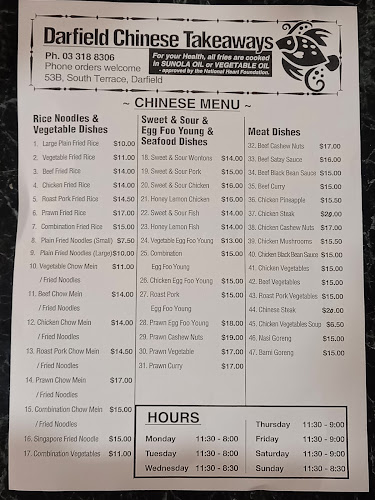 Darfield Chinese Takeaways
Ph. 03 318 8306
Phone orders welcome
53B, South Terrace, Darfield
For your Health, all fries are cooked
in SUNOLA OIL or VEGETABLE OIL
- approved by the National Heart Foundation.
~ CHINESE MENU ~
Rice Noodles &
Vegetable Dishes
1. Large Plain Fried Rice $10.00
2. Vegetable Fried Rice $11.00
3. Beef Fried Rice $14.00
4. Chicken Fried Rice $14.00
5. Roast Pork Fried Rice $14.50
6. Prawn Fried Rice $17.00
7. Combination Fried Rice $15.00
8. Plain Fried Noodles (Small) $7.50
9. Plain Fried Noodles (Large) $10.00
10. Vegetable Chow Mein $11.00
/ Fried Noodles
11. Beef Chow Mein $14.00
/ Fried Noodles
12. Chicken Chow Mein $14.00
/ Fried Noodles
13. Roast Pork Chow Mein $14.50
/ Fried Noodles
14. Prawn Chow Mein $17.00
/ Fried Noodles
15. Combination Chow Mein $15.00
/ Fried Noodles
16. Singapore Fried Noodle $15.00
17. Combination Vegetables $11.00
Sweet & Sour &
Egg Foo Young &
Seafood Dishes
18. Sweet & Sour Wontons $14.00
19. Sweet & Sour Pork $15.00
20. Sweet & Sour Chicken $16.00
21. Honey Lemon Chicken $16.00
22. Sweet & Sour Fish $14.00
23. Honey Lemon Fish $14.00
24. Vegetable Egg Foo Young $13.00
25. Combination $15.00
Egg Foo Young
26. Chicken Egg Foo Young $15.00
27. Roast Pork $15.00
Egg Foo Young
28. Prawn Egg Foo Young $18.00
29. Prawn Cashew Nuts $19.00
30. Prawn Vegetable $17.00
31. Prawn Curry $17.00
Meat Dishes
32. Beef Cashew Nuts $17.00
33. Beef Satay Sauce $16.00
34. Beef Black Bean Sauce $15.00
35. Beef Curry $15.00
36. Chicken Pineapple $15.50
37. Chicken Steak
38. Chicken Cashew Nuts $17.00
39. Chicken Mushrooms $15.50
40. Chicken Black Bean Sauce $15.00
41. Chicken Vegetables $15.00
42. Beef Vegetables $15.00
43. Roast Pork Vegetables $15.50
44. Chinese Steak
45. Chicken Vegetables Soup $6.50
46. Nasi Goreng $15.00
47. Bami Goreng $15.00
HOURS
Monday 11:30 - 8:00
Tuesday 11:30 - 8:00
Wednesday 11:30 - 8:30
Thursday 11:30 - 9:00
Friday 11:30 - 9:00
Saturday 11:30 - 9:00
Sunday 11:30 - 8:30